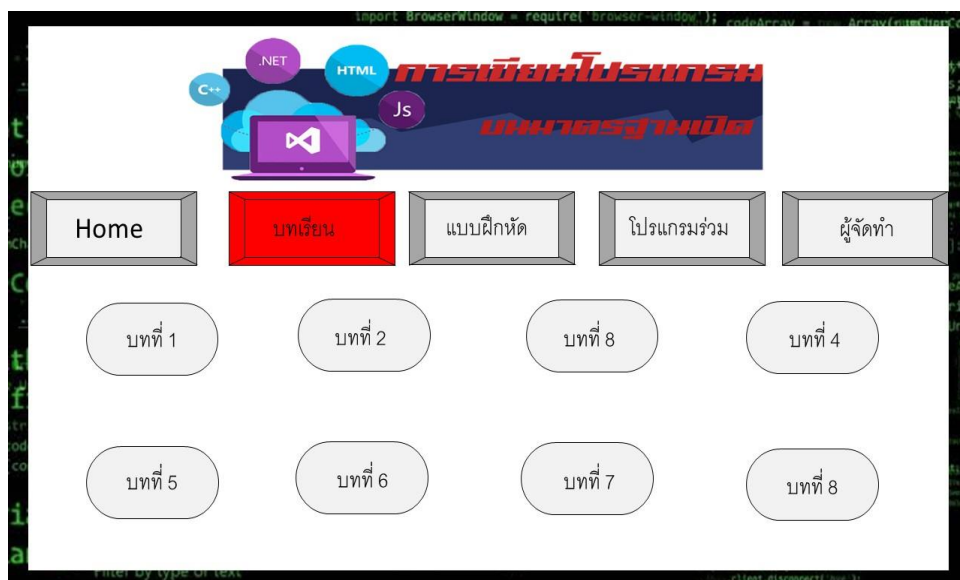 import BrowserWindow = require('browser-window');
.NET
HTML
C++
Js
การเขียนโปรแกรม
บนมาตรฐานเปิด
Home
บทเรียน
แบบฝึกหัด
โปรแกรมร่วม
ผู้จัดทำ
บทที่ 1
บทที่ 2
บทที่ 8
บทที่ 4
บทที่ 5
บทที่ 6
บทที่ 7
บทที่ 8
Filter by type or text